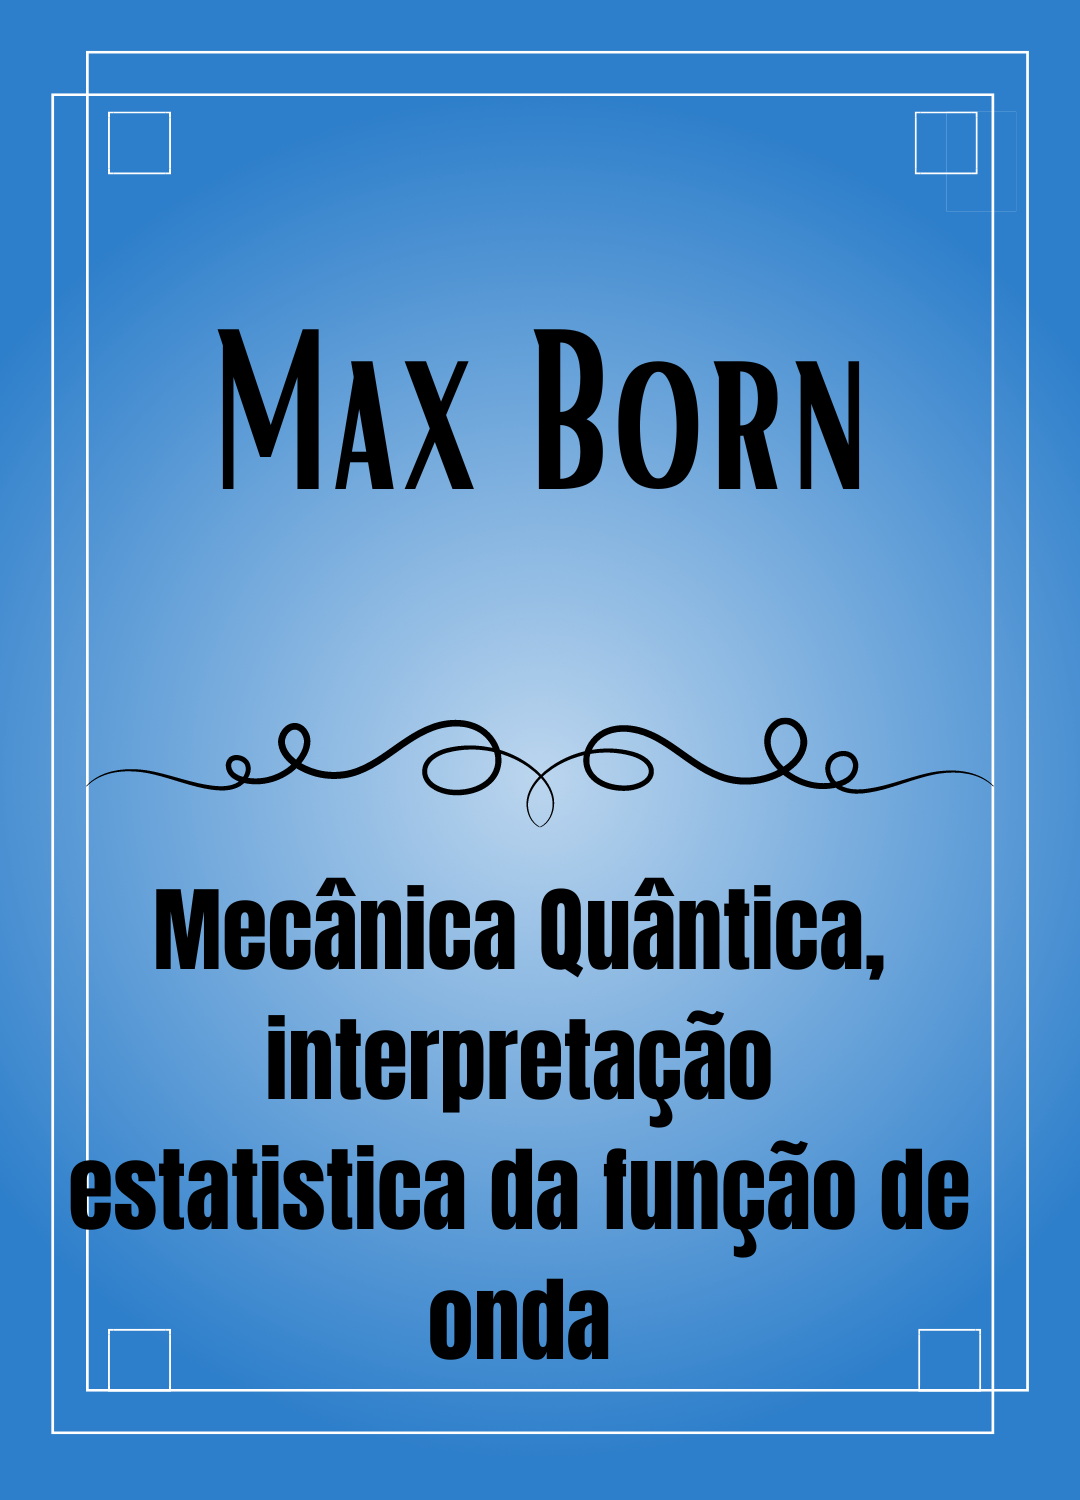 Max Born
Mecânica Quântica,
interpretação
estatistica da função de
onda